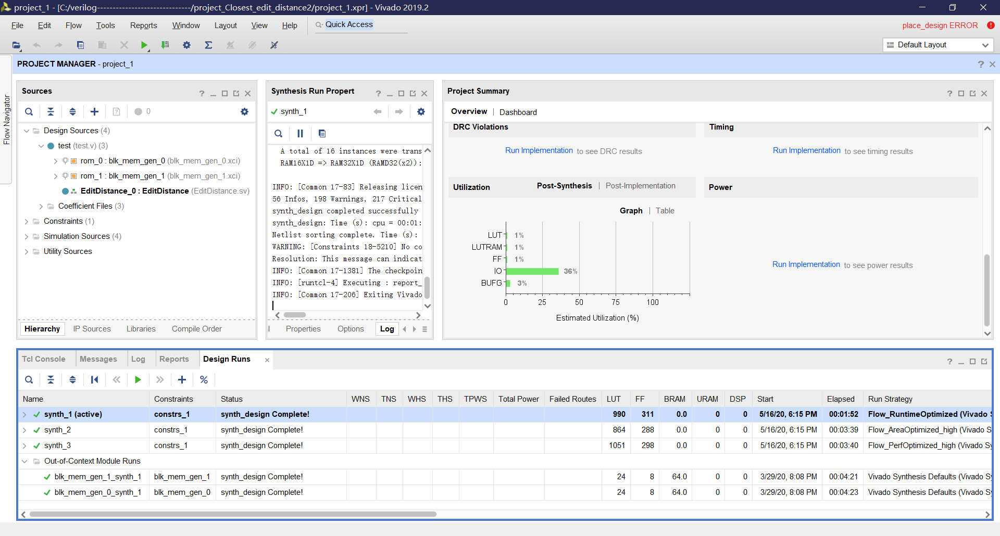 project_1 - [C:/verilog------------------------------/project_Closest_edit_distance2/project_1.xpr] - Vivado 2019.2
File Edit Flow Tools Reports Window Layout View Help Quick Access place_design ERROR
Default Layout
PROJECT MANAGER - project_1
Flow Navigator
Sources
0
Design Sources (4)
test (test.v) (3)
rom_0 : blk_mem_gen_0 (blk_mem_gen_0.xci)
rom_1 : blk_mem_gen_1 (blk_mem_gen_1.xci)
EditDistance_0 : EditDistance (EditDistance.sv)
Coefficient Files (3)
Constraints (1)
Simulation Sources (4)
Utility Sources
Hierarchy IP Sources Libraries Compile Order
Synthesis Run Propert
synth_1
A total of 16 instances were trans
RAM16X1D => RAM32X1D (RAMD32(x2)):
INFO: [Common 17-83] Releasing licen
56 Infos, 198 Warnings, 217 Critical
synth_design completed successfully
synth_design: Time (s): cpu = 00:01:
Netlist sorting complete. Time (s):
WARNING: [Constraints 18-5210] No co
Resolution: This message can indicat
INFO: [Common 17-1381] The checkpoin
INFO: [runtcl-4] Executing : report_
INFO: [Common 17-206] Exiting Vivado
Properties Options Log
Project Summary
Overview | Dashboard
DRC Violations
Run Implementation to see DRC results
Timing
Run Implementation to see timing results
Utilization Post-Synthesis | Post-Implementation
Graph | Table
LUT 1%
LUTRAM 1%
FF 1%
IO 36%
BUFG 3%
0 25 50 75 100
Estimated Utilization (%)
Power
Run Implementation to see power results
Tcl Console Messages Log Reports Design Runs
Name Constraints Status WNS TNS WHS THS TPWS Total Power Failed Routes LUT FF BRAM URAM DSP Start Elapsed Run Strategy
synth_1 (active) constrs_1 synth_design Complete! 990 311 0.0 0 0 5/16/20, 6:15 PM 00:01:52 Flow_RuntimeOptimized (Vivado S
synth_2 constrs_1 synth_design Complete! 864 288 0.0 0 0 5/16/20, 6:15 PM 00:03:39 Flow_AreaOptimized_high (Vivado S
synth_3 constrs_1 synth_design Complete! 1051 298 0.0 0 0 5/16/20, 6:15 PM 00:03:40 Flow_PerfOptimized_high (Vivado Sy
Out-of-Context Module Runs
blk_mem_gen_1_synth_1 blk_mem_gen_1 synth_design Complete! 24 8 64.0 0 0 3/29/20, 8:08 PM 00:04:21 Vivado Synthesis Defaults (Vivado Sy
blk_mem_gen_0_synth_1 blk_mem_gen_0 synth_design Complete! 24 8 64.0 0 0 3/29/20, 8:08 PM 00:04:23 Vivado Synthesis Defaults (Vivado Sy